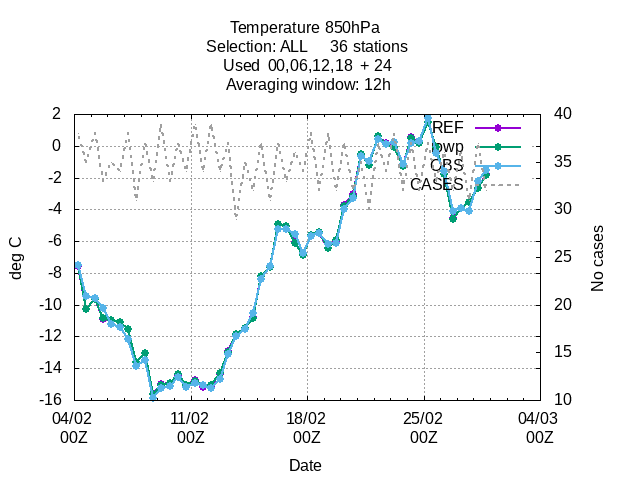 Temperature 850hPa
Selection: ALL 36 stations
Used 00,06,12,18 + 24
Averaging window: 12h
2
0
-2
-4
-6
-8
-10
-12
-14
-16
deg C
40
35
30
25
20
15
10
No cases
REF
owp
OBS
CASES
04/02 11/02 18/02 25/02 04/03
00Z 00Z 00Z 00Z 00Z
Date